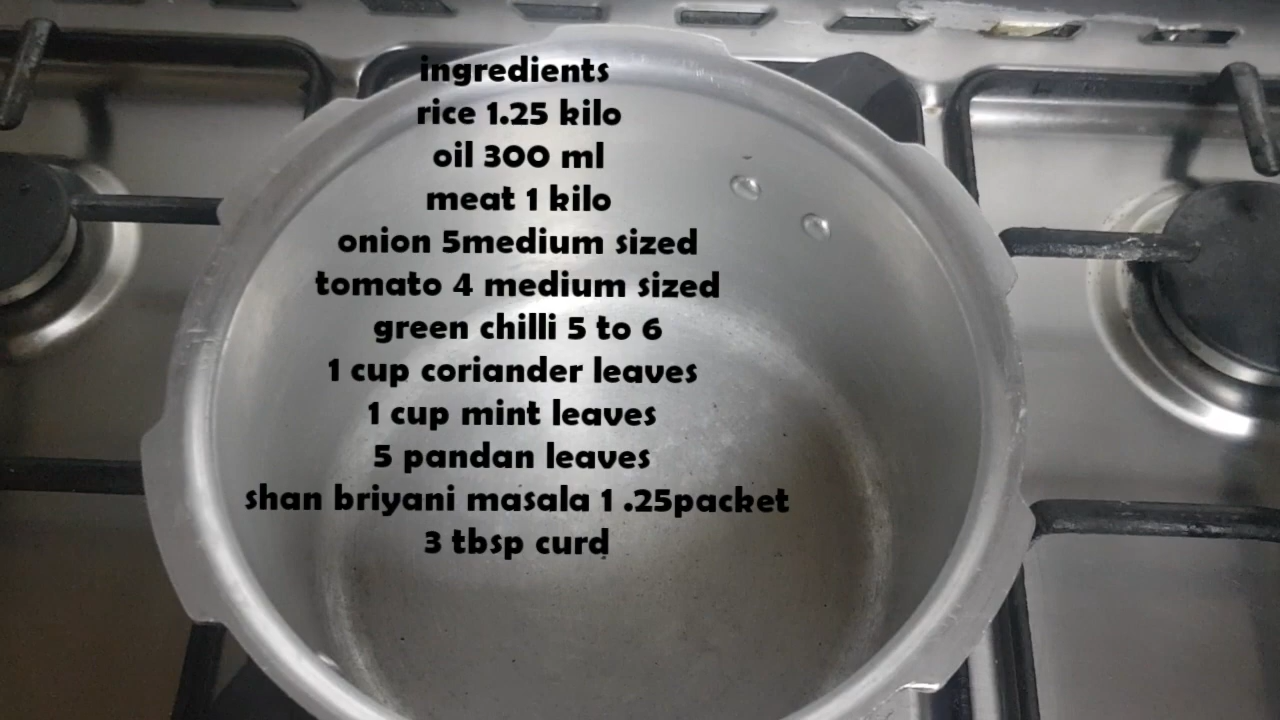 ingredients
rice 1.25 kilo
oil 300 ml
meat 1 kilo
onion 5medium sized
tomato 4 medium sized
green chilli 5 to 6
1 cup coriander leaves
1 cup mint leaves
5 pandan leaves
shan briyani masala 1 .25packet
3 tbsp curd